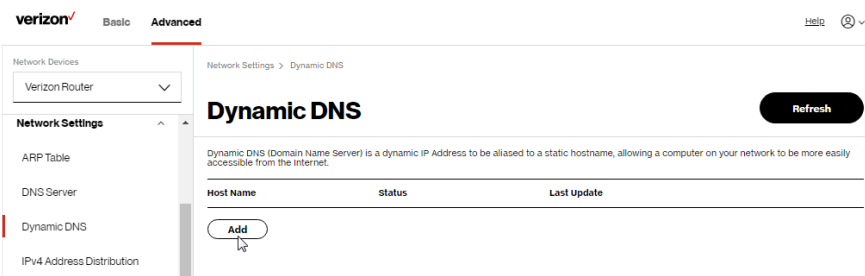 verizon✓ Basic Advanced Help
Network Devices
Verizon Router
Network Settings
ARP Table
DNS Server
Dynamic DNS
IPv4 Address Distribution
Network Settings > Dynamic DNS
Dynamic DNS
Refresh
Dynamic DNS (Domain Name Server) is a dynamic IP Address to be aliased to a static hostname, allowing a computer on your network to be more easily
accessible from the Internet.
Host Name Status Last Update
Add